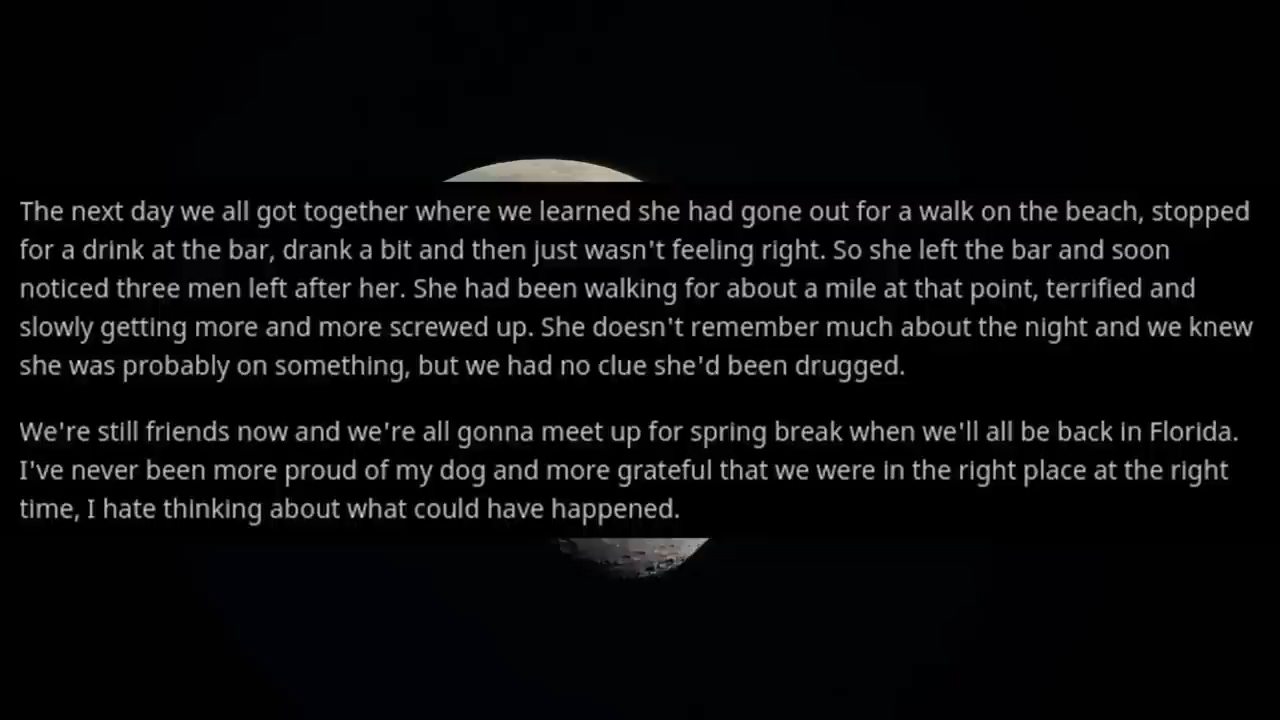 The next day we all got together where we learned she had gone out for a walk on the beach, stopped
for a drink at the bar, drank a bit and then just wasn't feeling right. So she left the bar and soon
noticed three men left after her. She had been walking for about a mile at that point, terrified and
slowly getting more and more screwed up. She doesn't remember much about the night and we knew
she was probably on something, but we had no clue she'd been drugged.
We're still friends now and we're all gonna meet up for spring break when we'll all be back in Florida.
I've never been more proud of my dog and more grateful that we were in the right place at the right
time, I hate thinking about what could have happened.